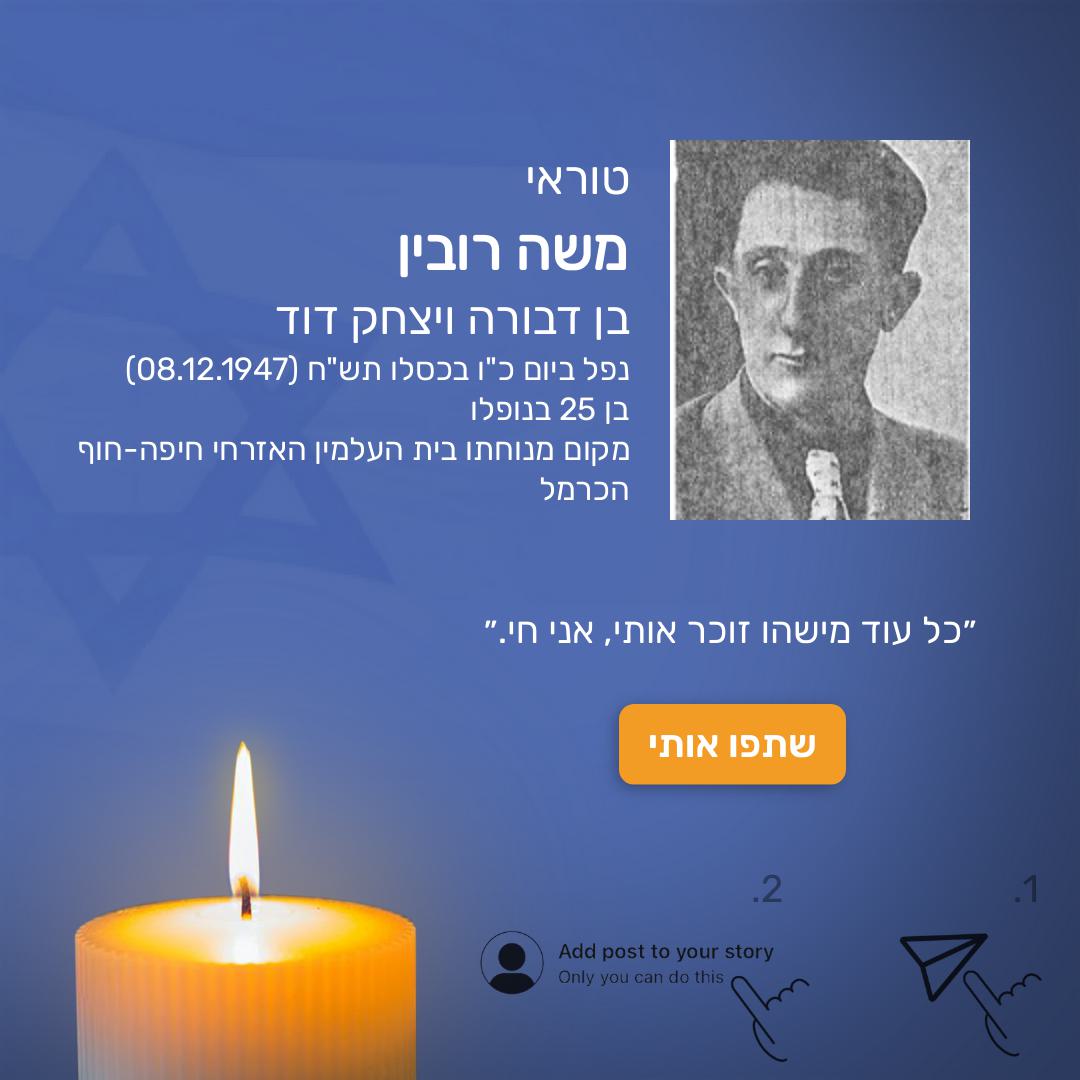 טוראי
משה רובין
בן דבורה ויצחק דוד
נפל ביום כ"ו בכסלו תש"ח (08.12.1947)
בן 25 בנופלו
מקום מנוחתו בית העלמין האזרחי חיפה-חוף
הכרמל
״כל עוד מישהו זוכר אותי, אני חי.״
שתפו אותי
.1
.2
Add post to your story
Only you can do this